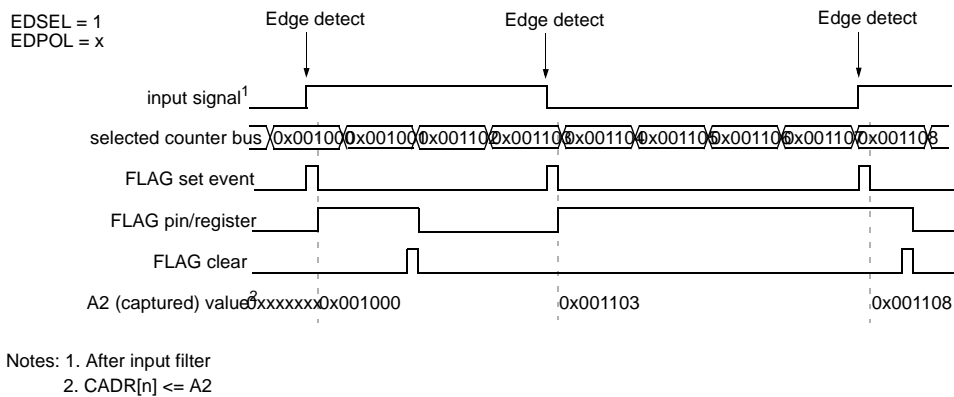 EDSEL = 1
EDPOL = x
Edge detect Edge detect Edge detect
input signal1
selected counter bus 0x001000 0x001001 0x001102 0x001103 0x001104 0x001105 0x001106 0x001107 0x001108
FLAG set event
FLAG pin/register
FLAG clear
A2 (captured) value2 0xxxxxxx 0x001000 0x001103 0x001108
Notes: 1. After input filter
2. CADR[n] <= A2